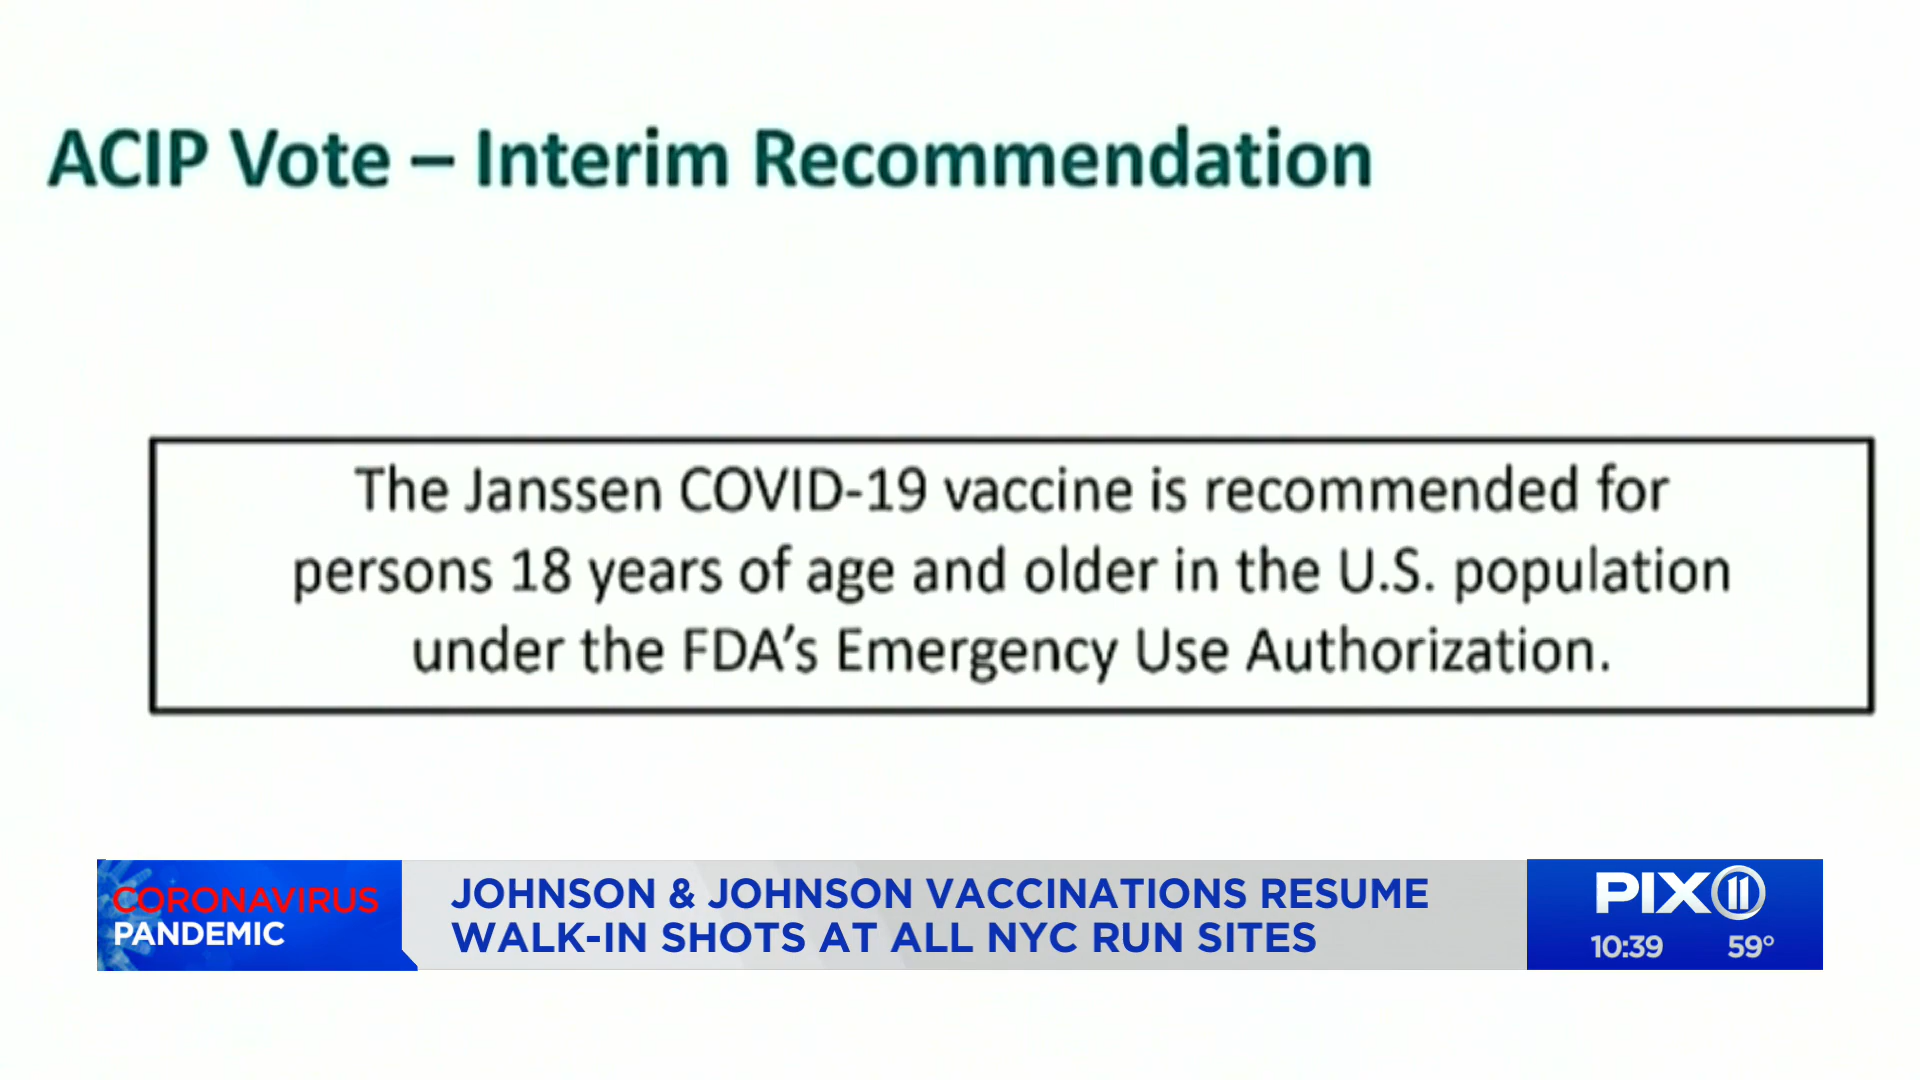 ACIP Vote – Interim Recommendation
The Janssen COVID-19 vaccine is recommended for
persons 18 years of age and older in the U.S. population
under the FDA's Emergency Use Authorization.
CORONAVIRUS
PANDEMIC
JOHNSON & JOHNSON VACCINATIONS RESUME
WALK-IN SHOTS AT ALL NYC RUN SITES
PIX11
10:39 59°